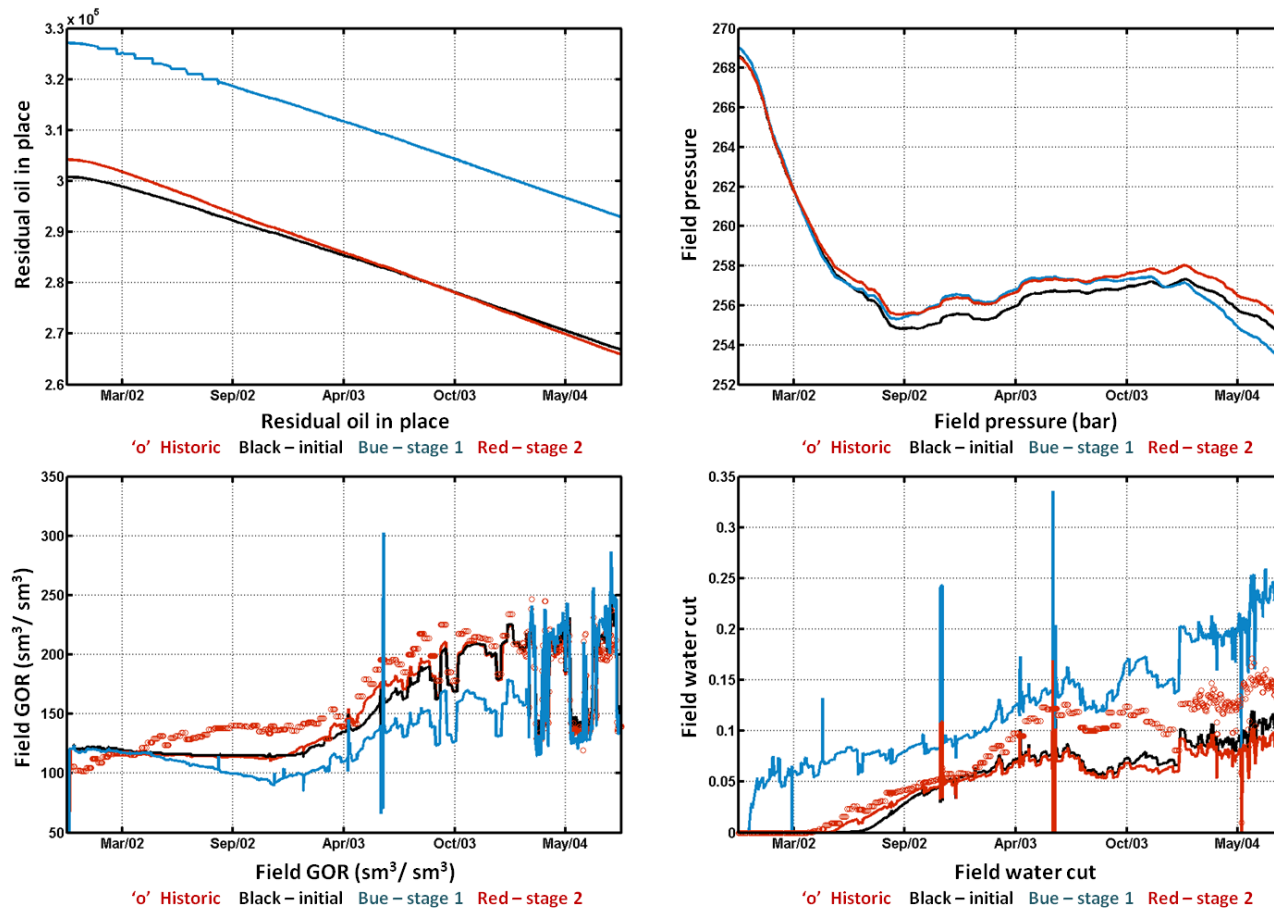 x 10⁵
3.3
3.2
3.1
3
2.9
2.8
2.7
2.6
Residual oil in place
Mar/02 Sep/02 Apr/03 Oct/03 May/04
Residual oil in place
‘o’ Historic Black – initial Bue – stage 1 Red – stage 2
270
268
266
264
262
260
258
256
254
252
Field pressure
Mar/02 Sep/02 Apr/03 Oct/03 May/04
Field pressure (bar)
‘o’ Historic Black – initial Bue – stage 1 Red – stage 2
350
300
250
200
150
100
50
Field GOR (sm³/ sm³)
Mar/02 Sep/02 Apr/03 Oct/03 May/04
Field GOR (sm³/ sm³)
‘o’ Historic Black – initial Bue – stage 1 Red – stage 2
0.35
0.3
0.25
0.2
0.15
0.1
0.05
0
Field water cut
Mar/02 Sep/02 Apr/03 Oct/03 May/04
Field water cut
‘o’ Historic Black – initial Bue – stage 1 Red – stage 2